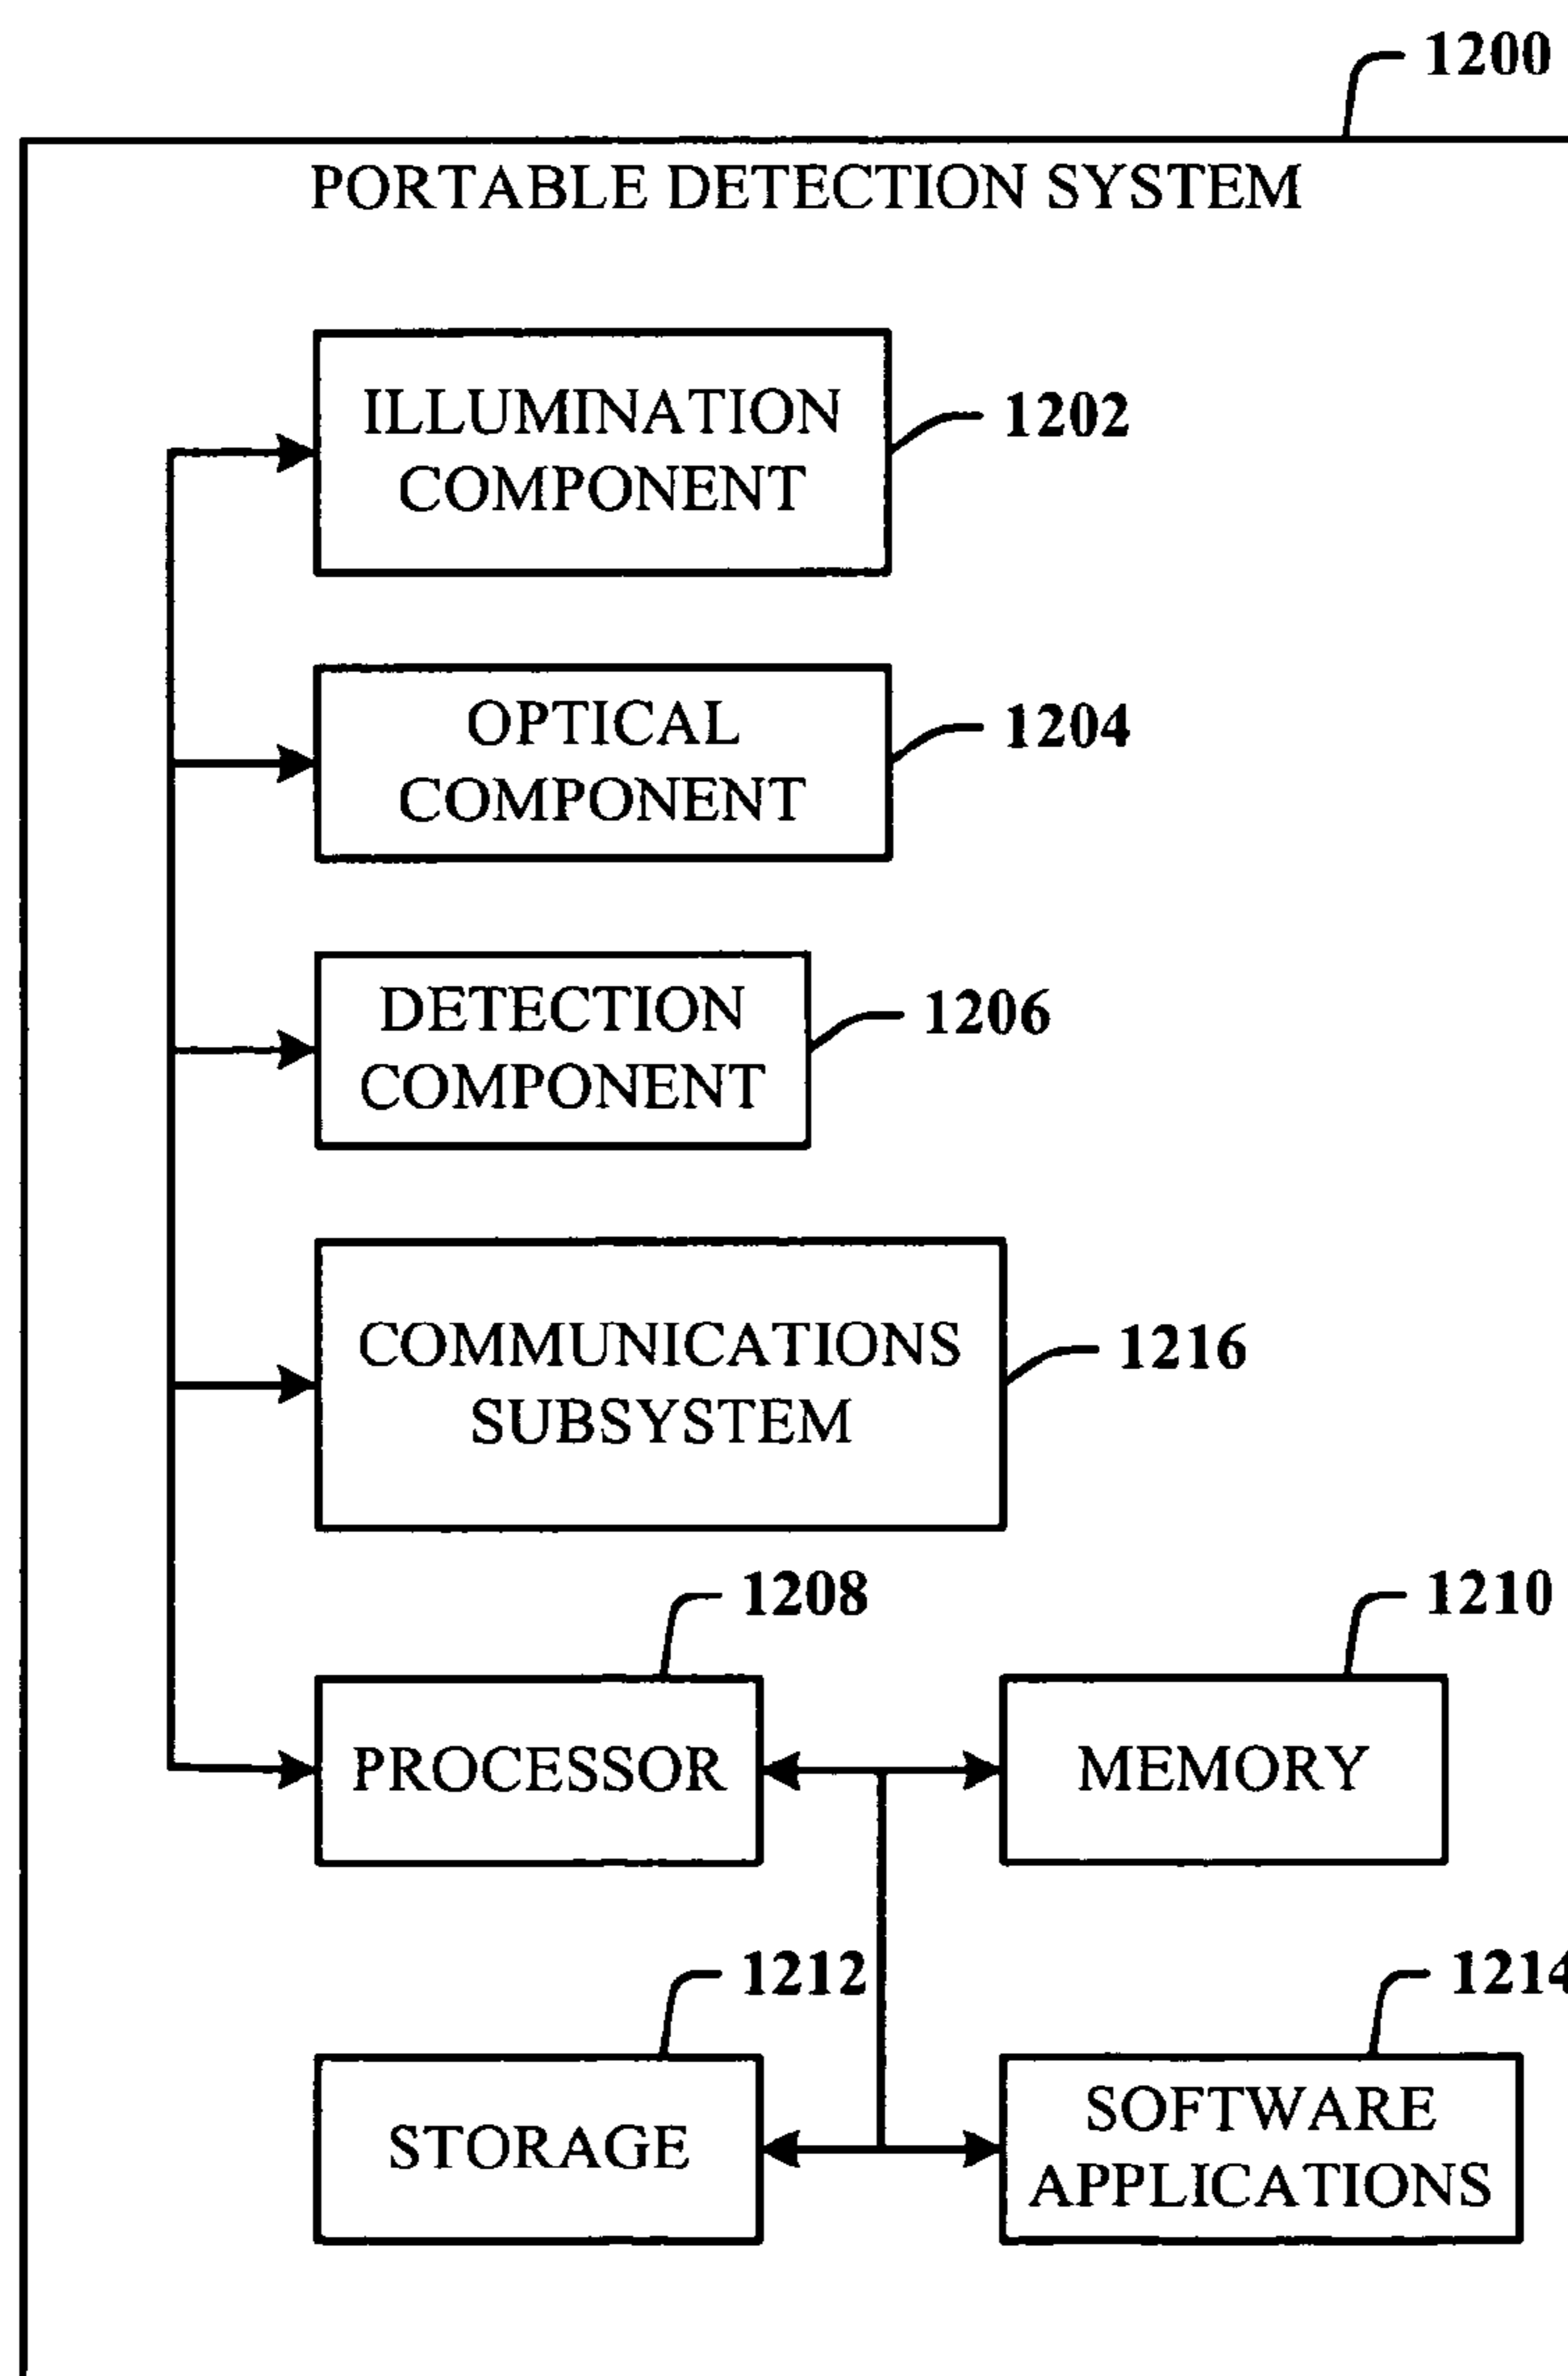 1200
PORTABLE DETECTION SYSTEM
ILLUMINATION
COMPONENT
1202
OPTICAL
COMPONENT
1204
DETECTION
COMPONENT
1206
COMMUNICATIONS
SUBSYSTEM
1216
1208
1210
PROCESSOR
MEMORY
1212
1214
STORAGE
SOFTWARE
APPLICATIONS